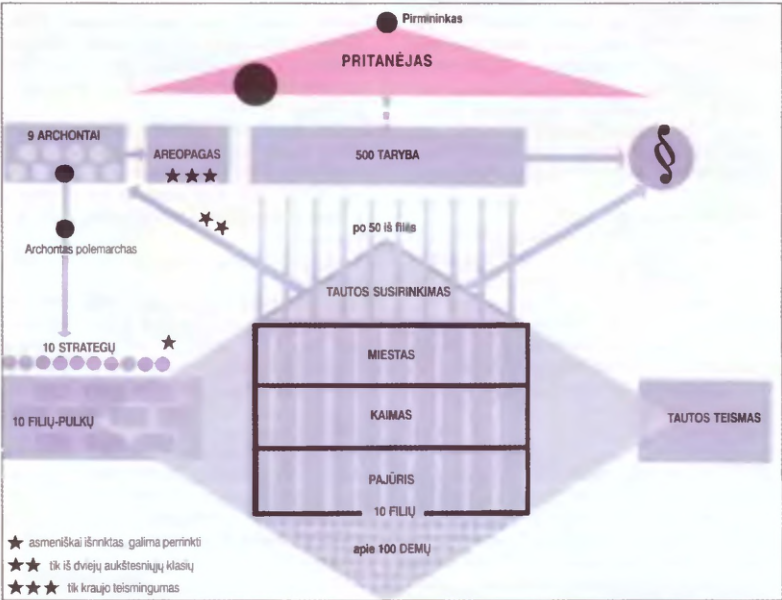 Pirmininkas
PRITANĖJAS
9 ARCHONTAI
AREOPAGAS
500 TARYBA
§
po 50 iš filės
Archontas polemarchas
TAUTOS SUSIRINKIMAS
10 STRATEGŲ
MIESTAS
10 FILIŲ-PULKŲ
KAIMAS
TAUTOS TEISMAS
PAJŪRIS
10 FILIŲ
apie 100 DEMŲ
★ asmeniškai išrinktas, galima perrinkti
★★ tik iš dviejų aukštesniųjų klasių
★★★ tik kraujo teismingumas